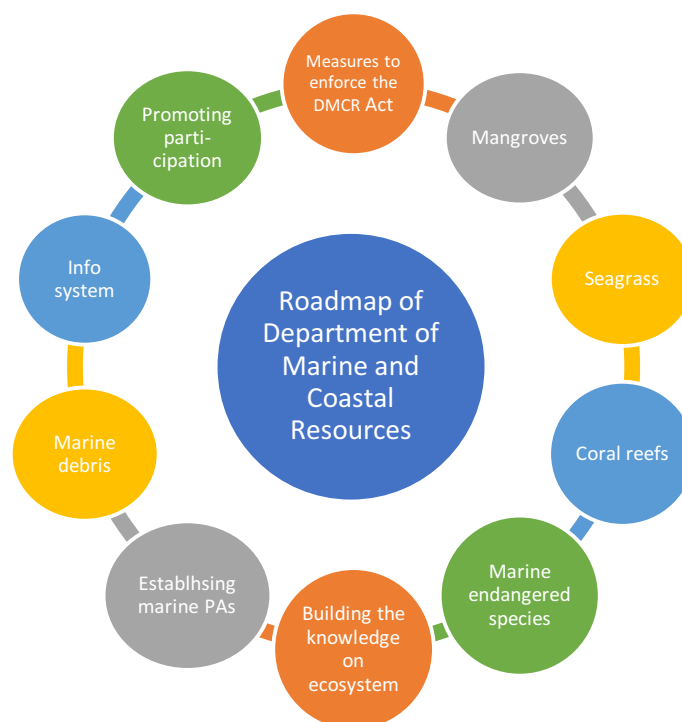 Measures to
enforce the
DMCR Act
Mangroves
Seagrass
Coral reefs
Marine
endangered
species
Building the
knowledge
on
ecosystem
Establhsing
marine PAs
Marine
debris
Info
system
Promoting
parti-
cipation
Roadmap of
Department of
Marine and
Coastal
Resources